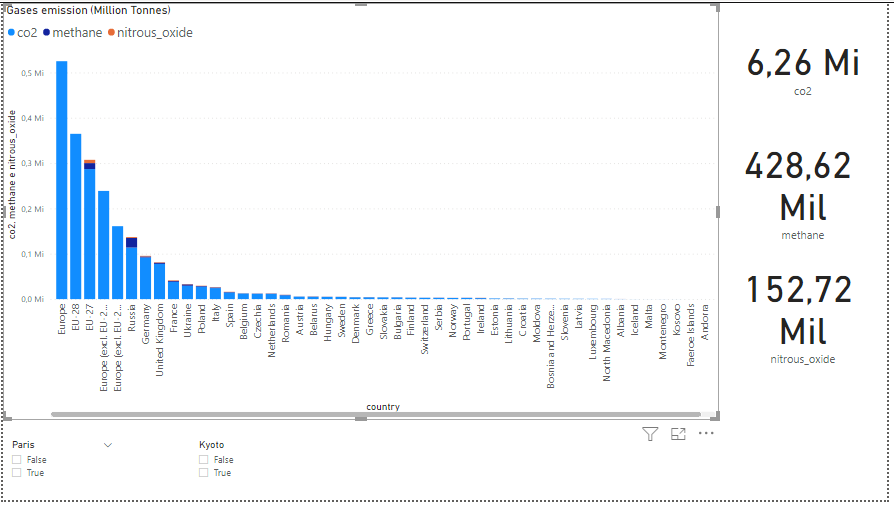 Gases emission (Million Tonnes)
co2 methane nitrous_oxide
co2, methane e nitrous_oxide
0,5 Mi
0,4 Mi
0,3 Mi
0,2 Mi
0,1 Mi
0,0 Mi
Europe
EU-28
EU-27
Europe (excl. EU-2...
Europe (excl. EU-2...
Russia
Germany
United Kingdom
France
Ukraine
Poland
Italy
Spain
Belgium
Czechia
Netherlands
Romania
Austria
Belarus
Hungary
Sweden
Denmark
Greece
Slovakia
Bulgaria
Finland
Switzerland
Serbia
Norway
Portugal
Ireland
Estonia
Lithuania
Croatia
Moldova
Bosnia and Herze...
Slovenia
Latvia
Luxembourg
North Macedonia
Albania
Iceland
Malta
Montenegro
Kosovo
Faeroe Islands
Andorra
country
6,26 Mi
co2
428,62
Mil
methane
152,72
Mil
nitrous_oxide
Paris
False
True
Kyoto
False
True